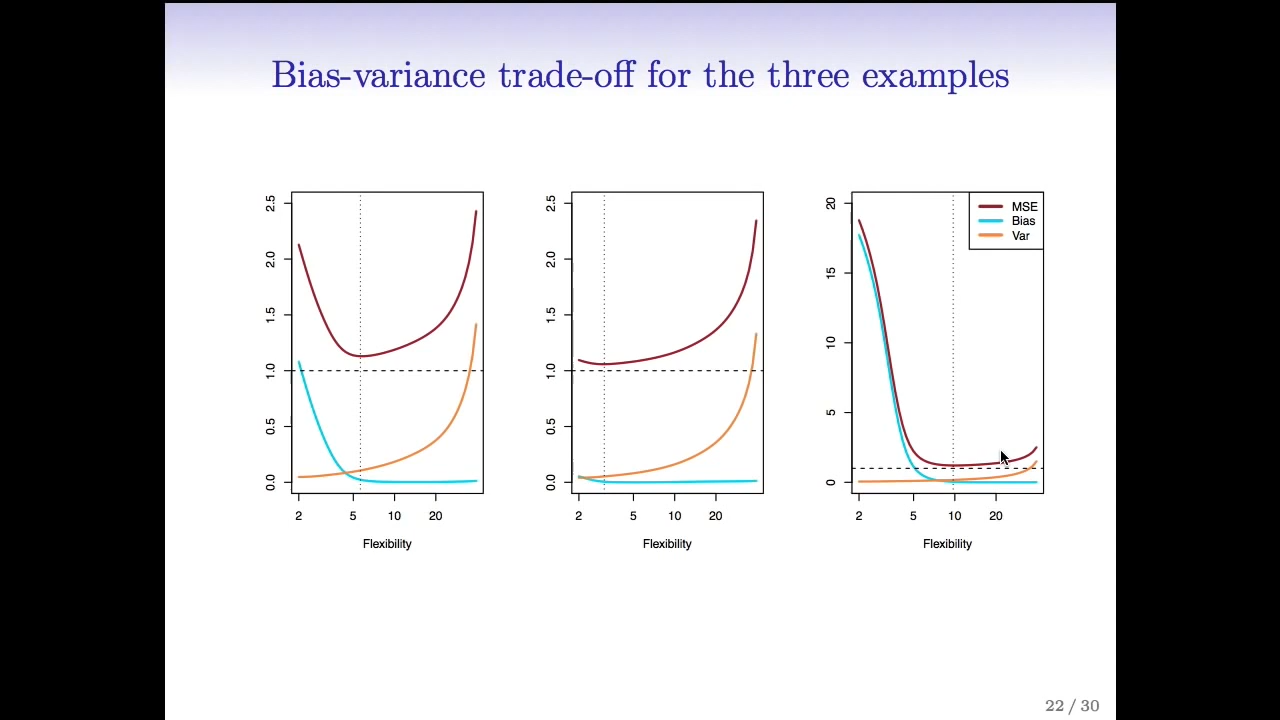 Bias-variance trade-off for the three examples
2.5
2.0
1.5
1.0
0.5
0.0
2 5 10 20
Flexibility
2.5
2.0
1.5
1.0
0.5
0.0
2 5 10 20
Flexibility
20
15
10
5
0
MSE
Bias
Var
2 5 10 20
Flexibility
22 / 30